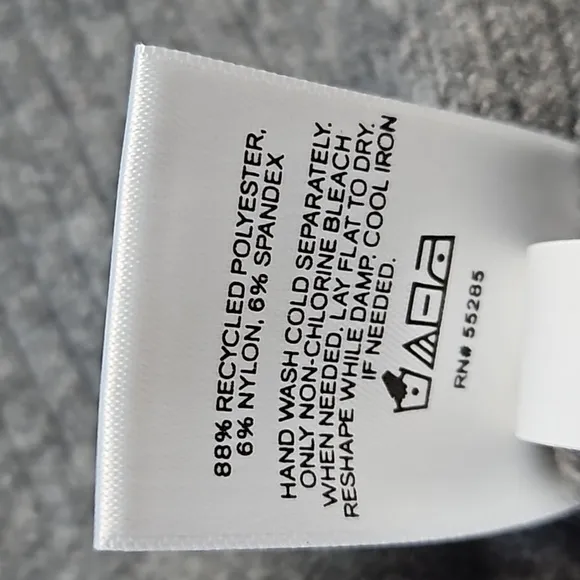 88% RECYCLED POLYESTER,
6% NYLON, 6% SPANDEX
HAND WASH COLD SEPARATELY.
ONLY NON-CHLORINE BLEACH
WHEN NEEDED. LAY FLAT TO DRY.
RESHAPE WHILE DAMP. COOL IRON
IF NEEDED.
RN# 55285